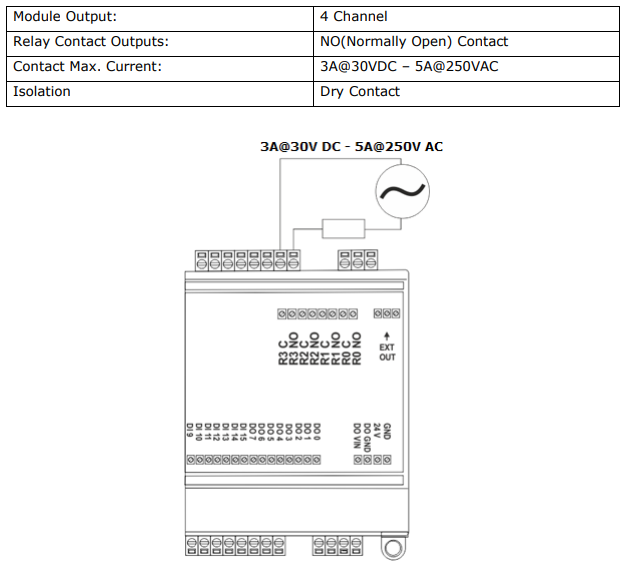 Module Output: 4 Channel
Relay Contact Outputs: NO(Normally Open) Contact
Contact Max. Current: 3A@30VDC – 5A@250VAC
Isolation Dry Contact
3A@30V DC - 5A@250V AC
R3 C
R3 NO
R2 C
R2 NO
R1 C
R1 NO
R0 C
R0 NO
EXT
OUT
DI 9
DI 10
DI 11
DI 12
DI 13
DI 14
DI 15
DO 7
DO 6
DO 5
DO 4
DO 3
DO 2
DO 1
DO 0
DO VIN
DO GND
24 V
GND